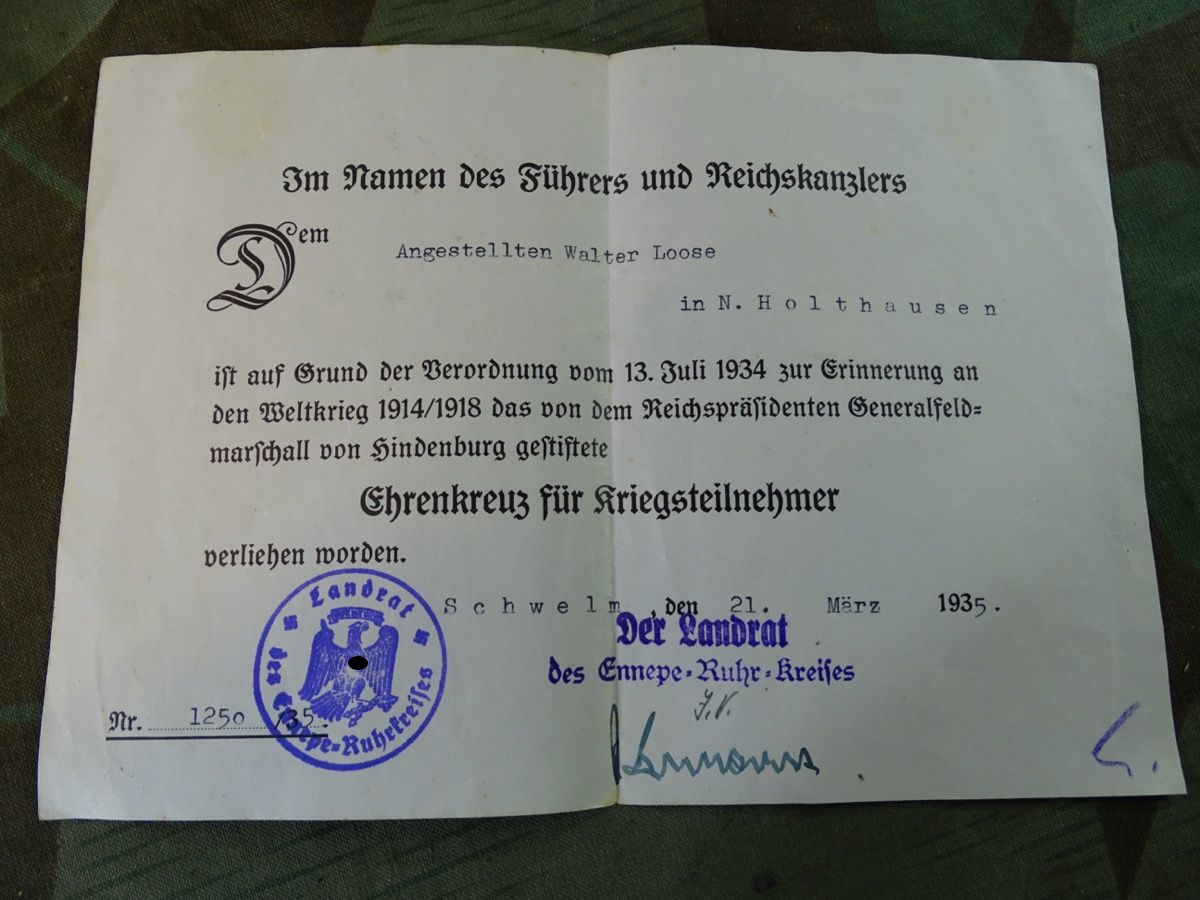 Im Namen des Führers und Reichskanzlers
Dem
Angestellten Walter Loose
in N. Holthausen
ist auf Grund der Verordnung vom 13. Juli 1934 zur Erinnerung an
den Weltkrieg 1914/1918 das von dem Reichspräsidenten Generalfeld=
marschall von Hindenburg gestiftete
Ehrenkreuz für Kriegsteilnehmer
verliehen worden.
Schwelm, den 21. März 1935.
Der Landrat
des Ennepe=Ruhr=Kreises
J.V.
Landrat
des Ennepe=Ruhrkreises
Nr. 1250 /35.